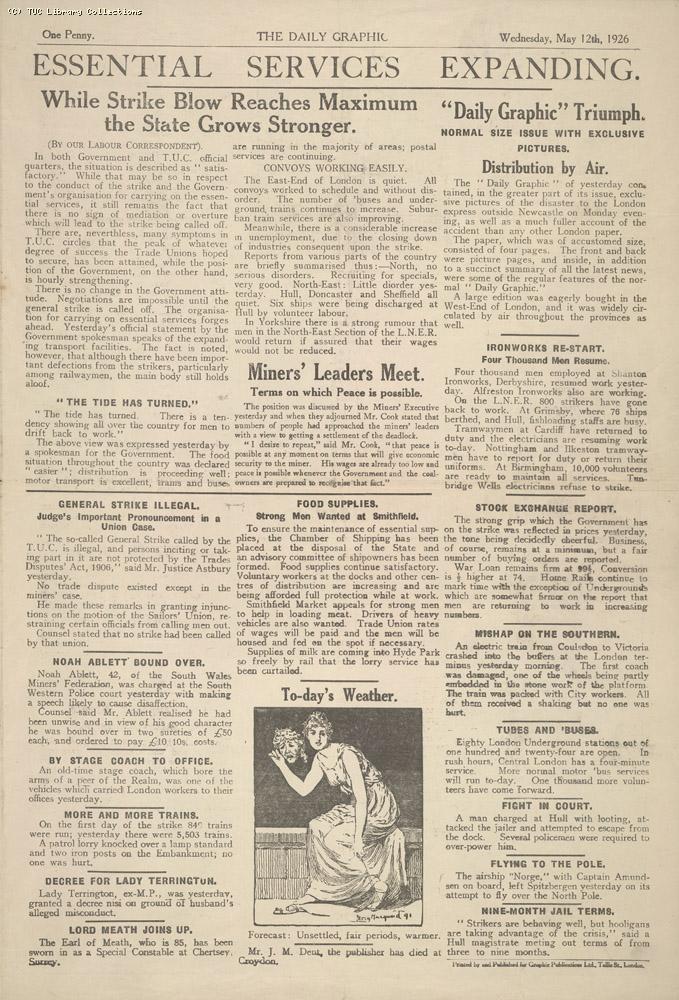 (C) TUC Library Collections
One Penny.
THE DAILY GRAPHIC
Wednesday, May 12th, 1926
ESSENTIAL SERVICES EXPANDING.
While Strike Blow Reaches Maximum
the State Grows Stronger.
(BY OUR LABOUR CORRESPONDENT).
In both Government and T.U.C. official
quarters, the situation is described as "satis-
factory." While that may be so in respect
to the conduct of the strike and the Govern-
ment's organisation for carrying on the essen-
tial services, it still remains the fact that
there is no sign of mediation or overture
which will lead to the strike being called off.
There are, nevertheless, many symptoms in
T.U.C. circles that the peak of whatever
degree of success the Trade Unions hoped
to secure, has been attained, while the posi-
tion of the Government, on the other hand,
is hourly strengthening.
There is no change in the Government atti-
tude. Negotiations are impossible until the
general strike is called off. The organisa-
tion for carrying on essential services forges
ahead. Yesterday's official statement by the
Government spokesman speaks of the expand-
ing transport facilities. The fact is noted,
however, that although there have been impor-
tant defections from the strikers, particularly
among railwaymen, the main body still holds
aloof.
"THE TIDE HAS TURNED."
"The tide has turned. There is a ten-
dency showing all over the country for men to
drift back to work."
The above view was expressed yesterday by
a spokesman for the Government. The food
situation throughout the country was declared
"easier"; distribution is proceeding well;
motor transport is excellent, trams and buses
are running in the majority of areas; postal
services are continuing.
CONVOYS WORKING EASILY.
The East-End of London is quiet. All
convoys worked to schedule and without dis-
order. The number of 'buses and under-
ground trains continues to increase. Subur-
ban train services are also improving.
Meanwhile, there is a considerable increase
in unemployment, due to the closing down
of industries consequent upon the strike.
Reports from various parts of the country
are briefly summarised thus:—North, no
serious disorders. Recruiting for specials,
very good. North-East: Little diorder yes-
terday. Hull, Doncaster and Sheffield all
quiet. Six ships were being discharged at
Hull by volunteer labour.
In Yorkshire there is a strong rumour that
men in the North-East Section of the L.N.E.R.
would return if assured that their wages
would not be reduced.
Miners' Leaders Meet.
Terms on which Peace is possible.
The position was discussed by the Miners' Executive
yesterday and when they adjourned Mr. Cook stated that
numbers of people had approached the miners' leaders
with a view to getting a settlement of the deadlock.
"I desire to repeat," said Mr. Cook, "that peace is
possible at any moment on terms that will give economic
security to the miner. His wages are already too low and
peace is possible whenever the Government and the coal-
owners are prepared to recognise that fact."
"Daily Graphic" Triumph.
NORMAL SIZE ISSUE WITH EXCLUSIVE
PICTURES.
Distribution by Air.
The "Daily Graphic" of yesterday con-
tained, in the greater part of its issue, exclu-
sive pictures of the disaster to the London
express outside Newcastle on Monday even-
ing, as well as a much fuller account of the
accident than any other London paper.
The paper, which was of accustomed size,
consisted of four pages. The front and back
were picture pages, and inside, in addition
to a succinct summary of all the latest news,
were some of the regular features of the nor-
mal "Daily Graphic."
A large edition was eagerly bought in the
West-End of London, and it was widely cir-
culated by air throughout the provinces as
well.
IRONWORKS RE-START.
Four Thousand Men Resume.
Four thousand men employed at Stanton
Ironworks, Derbyshire, resumed work yester-
day. Alfreston Ironworks also are working.
On the L.N.E.R. 800 strikers have gone
back to work. At Grimsby, where 76 ships
berthed, and Hull, fishloading staffs are busy.
Tramwaymen at Cardiff have returned to
duty and the electricians are resuming work
to-day. Nottingham and Ilkeston tramway-
men have to report for duty or return their
uniforms. At Birmingham, 10,000 volunteers
are ready to maintain all services. Tun-
bridge Wells electricians refuse to strike.
GENERAL STRIKE ILLEGAL.
Judge's Important Pronouncement in a
Union Case.
"The so-called General Strike called by the
T.U.C. is illegal, and persons inciting or tak-
ing part in it are not protected by the Trades
Disputes' Act, 1906," said Mr. Justice Astbury
yesterday.
No trade dispute existed except in the
miners' case.
He made these remarks in granting injunc-
tions on the motion of the Sailors' Union, re-
straining certain officials from calling men out.
Counsel stated that no strike had been called
by that union.
NOAH ABLETT BOUND OVER.
Noah Ablett, 42, of the South Wales
Miners' Federation, was charged at the South
Western Police court yesterday with making
a speech likely to cause disaffection.
Counsel said Mr. Ablett realised he had
been unwise and in view of his good character
he was bound over in two sureties of £50
each, and ordered to pay £10 10s. costs.
BY STAGE COACH TO OFFICE.
An old-time stage coach, which bore the
arms of a peer of the Realm, was one of the
vehicles which carried London workers to their
offices yesterday.
MORE AND MORE TRAINS.
On the first day of the strike 840 trains
were run; yesterday there were 5,503 trains.
A patrol lorry knocked over a lamp standard
and two iron posts on the Embankment; no
one was hurt.
DECREE FOR LADY TERRINGTON.
Lady Terrington, ex-M.P., was yesterday,
granted a decree nisi on ground of husband's
alleged misconduct.
LORD MEATH JOINS UP.
The Earl of Meath, who is 85, has been
sworn in as a Special Constable at Chertsey,
Surrey.
FOOD SUPPLIES.
Strong Men Wanted at Smithfield.
To ensure the maintenance of essential sup-
plies, the Chamber of Shipping has been
placed at the disposal of the State and
an advisory committee of shipowners has been
formed. Food supplies continue satisfactory.
Voluntary workers at the docks and other cen-
tres of distribution are increasing and are
being afforded full protection while at work.
Smithfield Market appeals for strong men
to help in loading meat. Drivers of heavy
vehicles are also wanted. Trade Union rates
of wages will be paid and the men will be
housed and fed on the spot if necessary.
Supplies of milk are coming into Hyde Park
so freely by rail that the lorry service has
been curtailed.
To-day's Weather.
Forecast: Unsettled, fair periods, warmer.
Mr. J. M. Dent, the publisher has died at
Croydon.
STOCK EXCHANGE REPORT.
The strong grip which the Government has
on the strike was reflected in prices yesterday,
the tone being decidedly cheerful. Business,
of course, remains at a minimum, but a fair
number of buying orders are reported.
War Loan remains firm at Conversion
is higher at 74. Home Rails continue to
mark time with the exception of Undergrounds
which are somewhat firmer on the report that
men are returning to work in increasing
numbers.
MISHAP ON THE SOUTHERN.
An electric train from Coulsdon to Victoria
crashed into the buffers at the London ter-
minus yesterday morning. The first coach
was damaged, one of the wheels being partly
embedded in the stone work of the platform.
The train was packed with City workers. All
of them received a shaking but no one was
hurt.
TUBES AND 'BUSES.
Eighty London Underground stations out of
one hundred and twenty-four are open. In
rush hours, Central London has a four-minute
service. More normal motor 'bus services
will run to-day. One thousand more volun-
teers have come forward.
FIGHT IN COURT.
A man charged at Hull with looting, at-
tacked the jailer and attempted to escape from
the dock. Several policemen were required to
over-power him.
FLYING TO THE POLE.
The airship "Norge," with Captain Amund-
sen on board, left Spitzbergen yesterday on its
attempt to fly over the North Pole.
NINE-MONTH JAIL TERMS.
"Strikers are behaving well, but hooligans
are taking advantage of the crisis," said a
Hull magistrate meting out terms of from
three to nine months.
Printed by and Published for Graphic Publications Ltd., Tallis St., London.